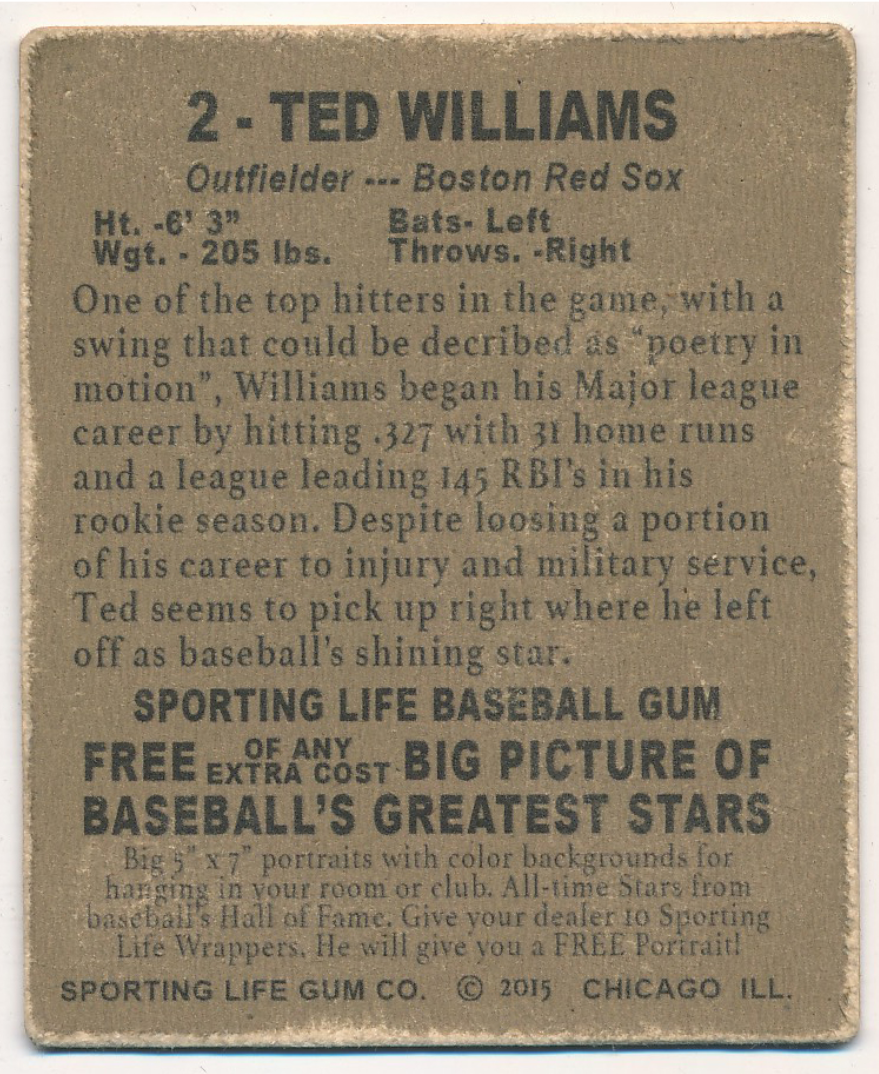 2 - TED WILLIAMS
Outfielder --- Boston Red Sox
Ht. -6' 3” Bats- Left
Wgt. - 205 lbs. Throws. -Right
One of the top hitters in the game, with a
swing that could be decribed as “poetry in
motion”, Williams began his Major league
career by hitting .327 with 31 home runs
and a league leading 145 RBI's in his
rookie season. Despite loosing a portion
of his career to injury and military service,
Ted seems to pick up right where he left
off as baseball's shining star.
SPORTING LIFE BASEBALL GUM
FREE OF ANY EXTRA COST BIG PICTURE OF
BASEBALL'S GREATEST STARS
Big 5” x 7” portraits with color backgrounds for
hanging in your room or club. All-time Stars from
baseball's Hall of Fame. Give your dealer 10 Sporting
Life Wrappers. He will give you a FREE Portrait!
SPORTING LIFE GUM CO. © 2015 CHICAGO ILL.